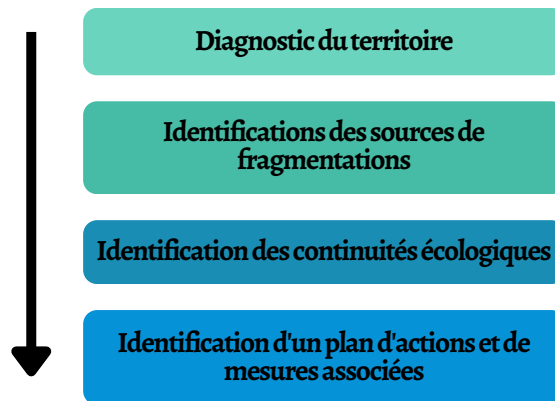 Diagnostic du territoire
Identifications des sources de
fragmentations
Identification des continuités écologiques
Identification d'un plan d'actions et de
mesures associées